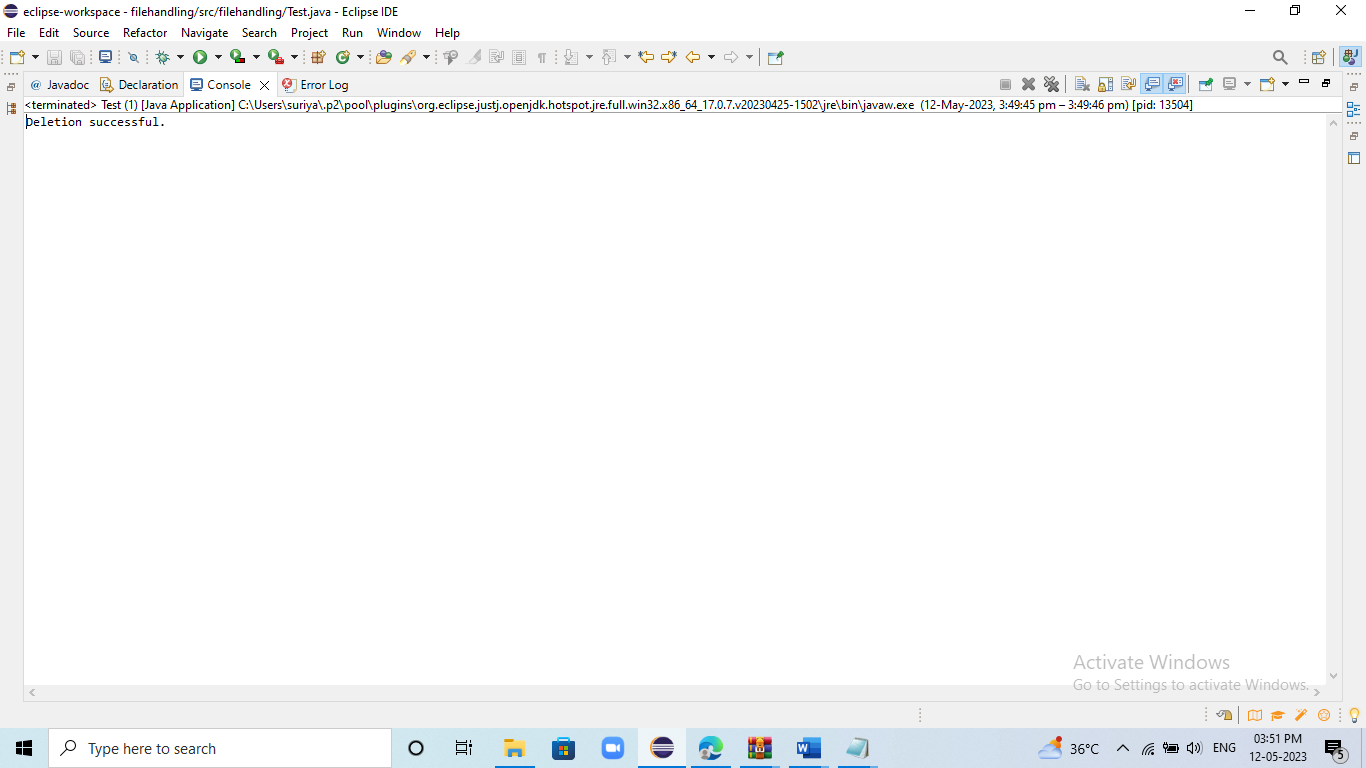 eclipse-workspace - filehandling/src/filehandling/Test.java - Eclipse IDE
File Edit Source Refactor Navigate Search Project Run Window Help
@ Javadoc Declaration Console Error Log
<terminated> Test (1) [Java Application] C:\Users\suriya\.p2\pool\plugins\org.eclipse.justj.openjdk.hotspot.jre.full.win32.x86_64_17.0.7.v20230425-1502\jre\bin\javaw.exe (12-May-2023, 3:49:45 pm – 3:49:46 pm) [pid: 13504]
Deletion successful.
Activate Windows
Go to Settings to activate Windows.
Type here to search
36°C
ENG
03:51 PM
12-05-2023
5